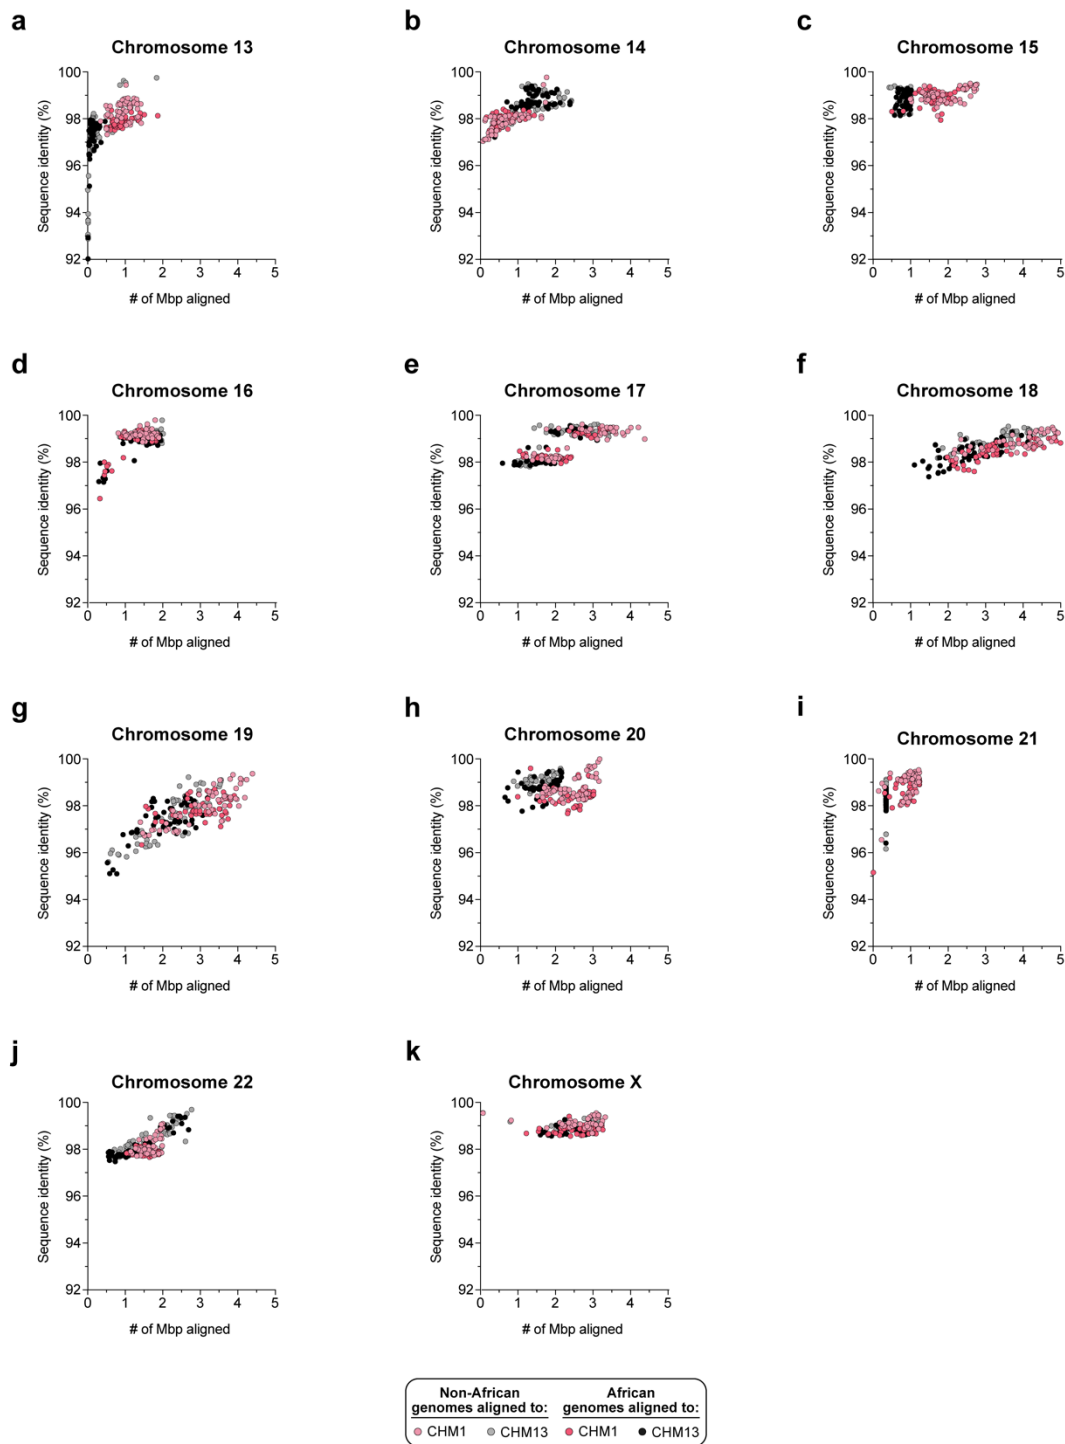 a
Chromosome 13
100
98
96
94
92
Sequence identity (%)
0 1 2 3 4 5
# of Mbp aligned
b
Chromosome 14
100
98
96
94
92
Sequence identity (%)
0 1 2 3 4 5
# of Mbp aligned
c
Chromosome 15
100
98
96
94
92
Sequence identity (%)
0 1 2 3 4 5
# of Mbp aligned
d
Chromosome 16
100
98
96
94
92
Sequence identity (%)
0 1 2 3 4 5
# of Mbp aligned
e
Chromosome 17
100
98
96
94
92
Sequence identity (%)
0 1 2 3 4 5
# of Mbp aligned
f
Chromosome 18
100
98
96
94
92
Sequence identity (%)
0 1 2 3 4 5
# of Mbp aligned
g
Chromosome 19
100
98
96
94
92
Sequence identity (%)
0 1 2 3 4 5
# of Mbp aligned
h
Chromosome 20
100
98
96
94
92
Sequence identity (%)
0 1 2 3 4 5
# of Mbp aligned
i
Chromosome 21
100
98
96
94
92
Sequence identity (%)
0 1 2 3 4 5
# of Mbp aligned
j
Chromosome 22
100
98
96
94
92
Sequence identity (%)
0 1 2 3 4 5
# of Mbp aligned
k
Chromosome X
100
98
96
94
92
Sequence identity (%)
0 1 2 3 4 5
# of Mbp aligned
Non-African
genomes aligned to:
CHM1 CHM13
African
genomes aligned to:
CHM1 CHM13